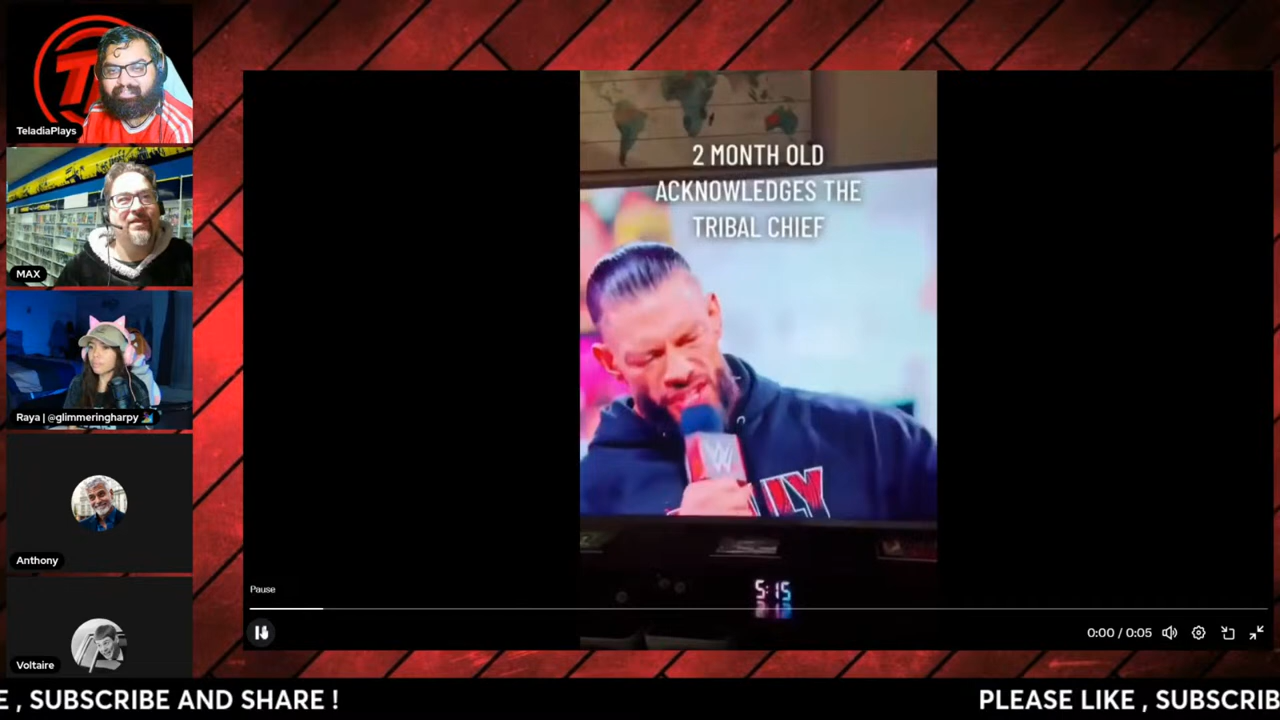 TeladiaPlays
MAX
Raya | @glimmeringharpy
Anthony
Voltaire
2 MONTH OLD
ACKNOWLEDGES THE
TRIBAL CHIEF
W
5:15
Pause
0:00 / 0:05
E , SUBSCRIBE AND SHARE !
PLEASE LIKE , SUBSCRIB